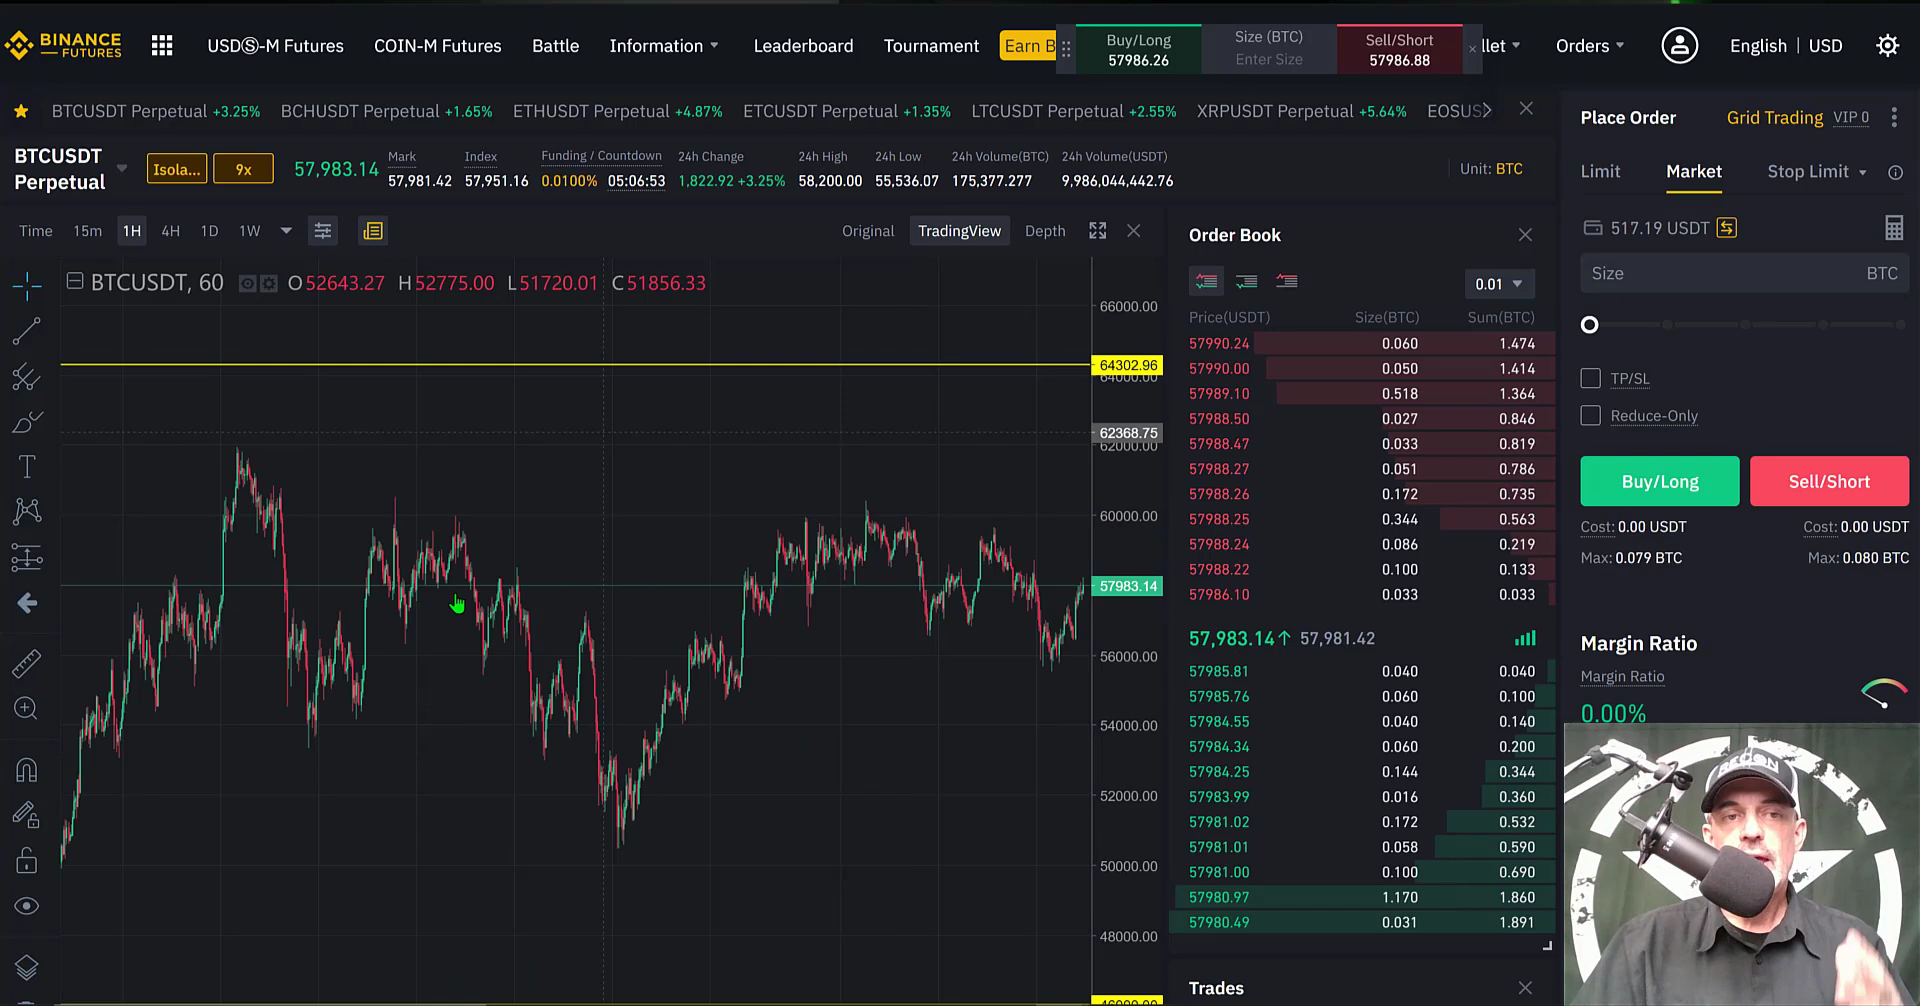 BINANCE
FUTURES
USDⓈ-M Futures
COIN-M Futures
Battle
Information
Leaderboard
Tournament
Earn B
Buy/Long
57986.26
Size (BTC)
Enter Size
Sell/Short
57986.88
llet
Orders
English | USD
BTCUSDT Perpetual +3.25%
BCHUSDT Perpetual +1.65%
ETHUSDT Perpetual +4.87%
ETCUSDT Perpetual +1.35%
LTCUSDT Perpetual +2.55%
XRPUSDT Perpetual +5.64%
EOSUS
BTCUSDT
Perpetual
Isola...
9x
57,983.14
Mark
57,981.42
Index
57,951.16
Funding / Countdown
0.0100% 05:06:53
24h Change
1,822.92 +3.25%
24h High
58,200.00
24h Low
55,536.07
24h Volume(BTC)
175,377.277
24h Volume(USDT)
9,986,044,442.76
Unit: BTC
Time 15m 1H 4H 1D 1W
Original TradingView Depth
BTCUSDT, 60 O52643.27 H52775.00 L51720.01 C51856.33
66000.00
64302.96
64000.00
62368.75
62000.00
60000.00
57983.14
56000.00
54000.00
52000.00
50000.00
48000.00
46000.00
Order Book
0.01
Price(USDT) Size(BTC) Sum(BTC)
57990.24 0.060 1.474
57990.00 0.050 1.414
57989.10 0.518 1.364
57988.50 0.027 0.846
57988.47 0.033 0.819
57988.27 0.051 0.786
57988.26 0.172 0.735
57988.25 0.344 0.563
57988.24 0.086 0.219
57988.22 0.100 0.133
57986.10 0.033 0.033
57,983.14↑ 57,981.42
57985.81 0.040 0.040
57985.76 0.060 0.100
57984.55 0.040 0.140
57984.34 0.060 0.200
57984.25 0.144 0.344
57983.99 0.016 0.360
57981.02 0.172 0.532
57981.01 0.058 0.590
57981.00 0.100 0.690
57980.97 1.170 1.860
57980.49 0.031 1.891
Trades
Place Order
Grid Trading VIP 0
Limit Market Stop Limit
517.19 USDT
Size BTC
TP/SL
Reduce-Only
Buy/Long
Sell/Short
Cost: 0.00 USDT
Cost: 0.00 USDT
Max: 0.079 BTC
Max: 0.080 BTC
Margin Ratio
Margin Ratio
0.00%
RECON